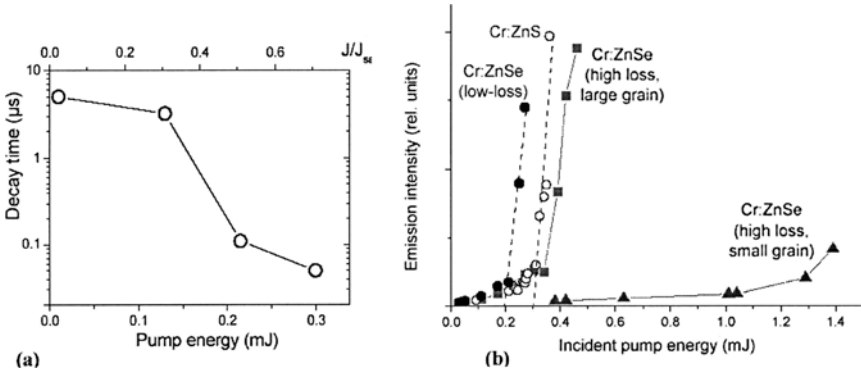 0.0 0.2 0.4 0.6 J/J
10
1
0.1
Decay time (µs)
0.0 0.1 0.2 0.3
Pump energy (mJ)
(a)
Cr:ZnS
Cr:ZnSe
(low-loss)
Cr:ZnSe
(high loss,
large grain)
Cr:ZnSe
(high loss,
small grain)
Emission intensity (rel. units)
0.0 0.2 0.4 0.6 0.8 1.0 1.2 1.4
Incident pump energy (mJ)
(b)